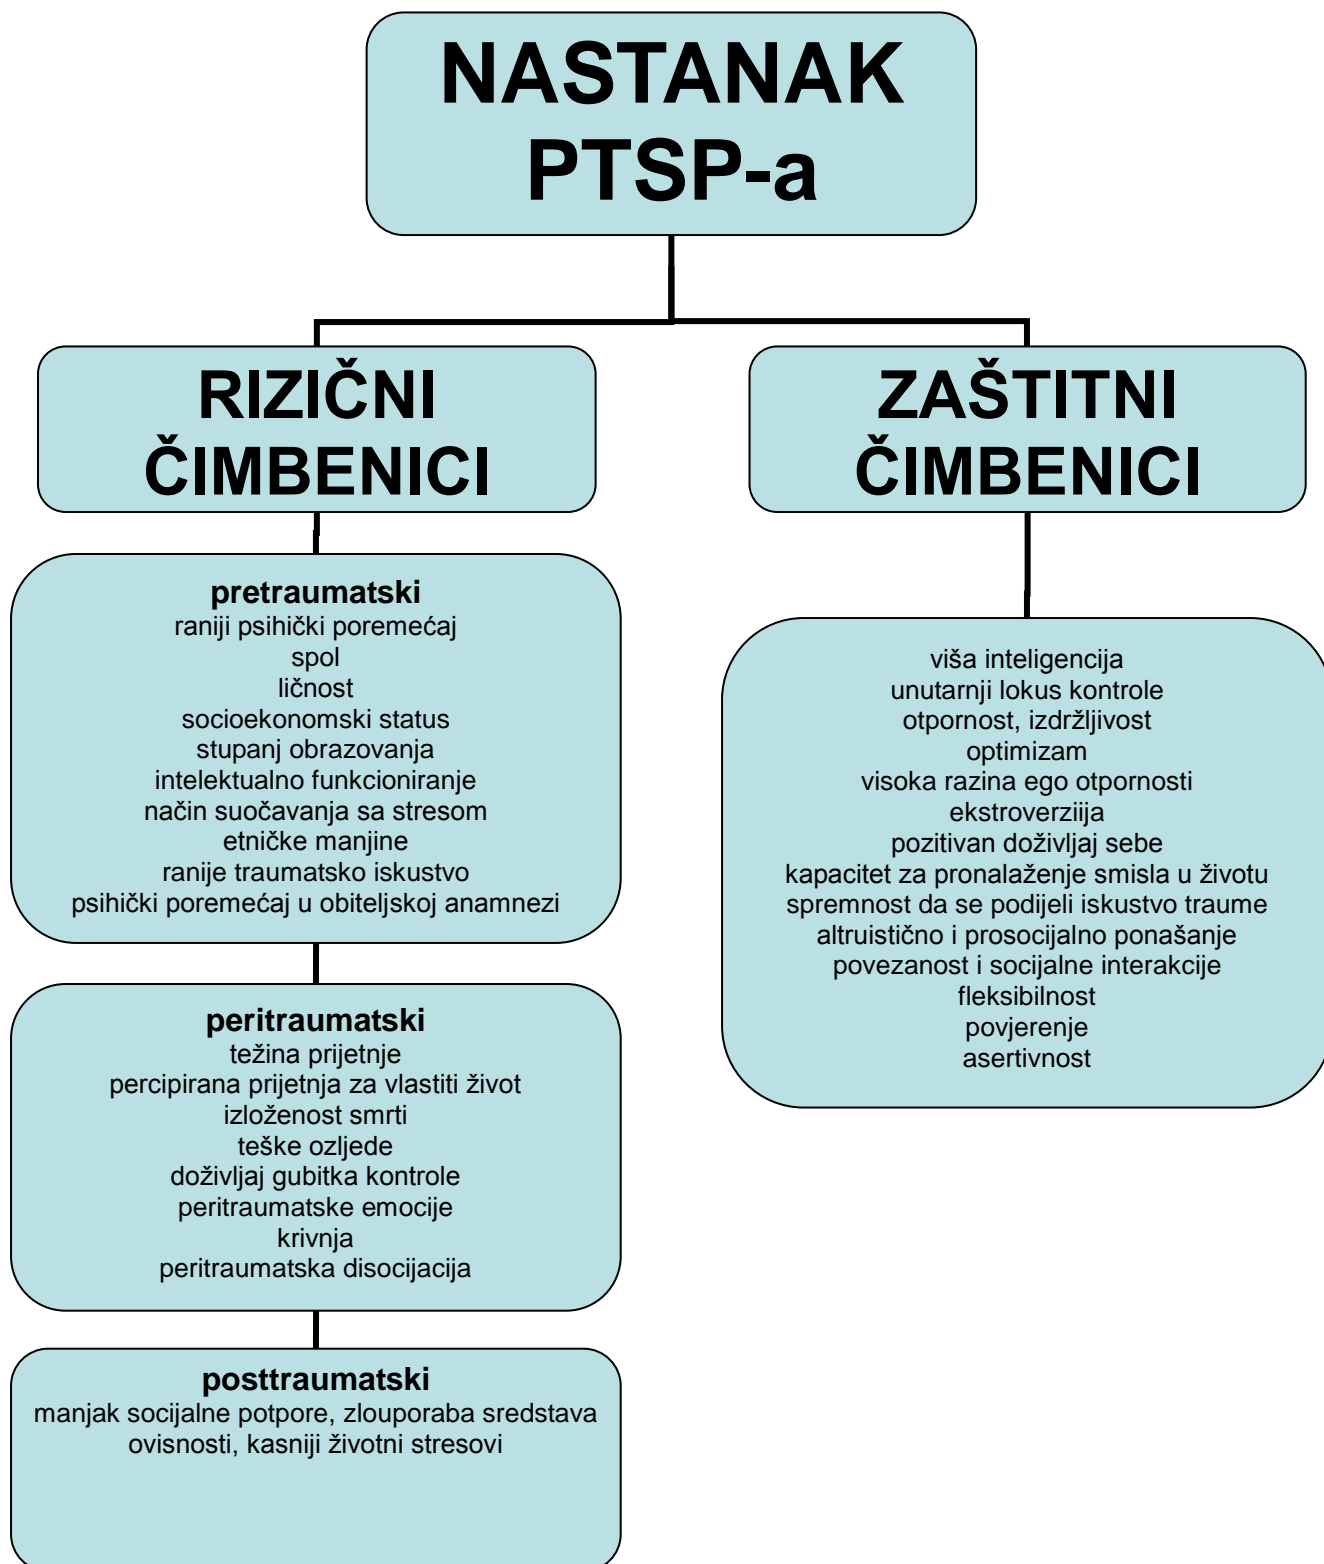 NASTANAK
PTSP-a
RIZIČNI
ČIMBENICI
pretraumatski
raniji psihički poremećaj
spol
ličnost
socioekonomski status
stupanj obrazovanja
intelektualno funkcioniranje
način suočavanja sa stresom
etničke manjine
ranije traumatsko iskustvo
psihički poremećaj u obiteljskoj anamnezi
peritraumatski
težina prijetnje
percipirana prijetnja za vlastiti život
izloženost smrti
teške ozljede
doživljaj gubitka kontrole
peritraumatske emocije
krivnja
peritraumatska disocijacija
posttraumatski
manjak socijalne potpore, zlouporaba sredstava
ovisnosti, kasniji životni stresovi
ZAŠTITNI
ČIMBENICI
viša inteligencija
unutarnji lokus kontrole
otpornost, izdržljivost
optimizam
visoka razina ego otpornosti
ekstroverziija
pozitivan doživljaj sebe
kapacitet za pronalaženje smisla u životu
spremnost da se podijeli iskustvo traume
altruistično i prosocijalno ponašanje
povezanost i socijalne interakcije
fleksibilnost
povjerenje
asertivnost